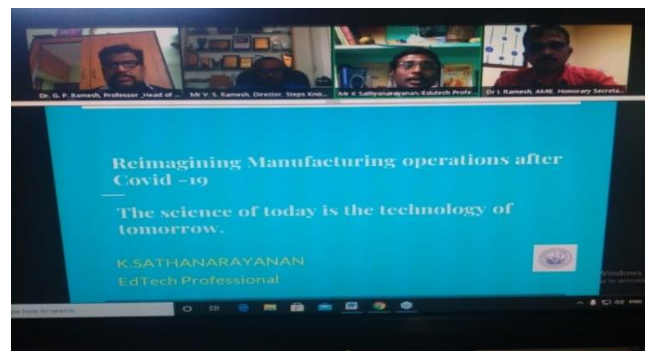 Dr. G. P. Ramesh, Professor ,Head of ...
Mr V. S. Ramesh, Director, Steps Kno...
Mr K Sathyanarayanan, Edutech Profe...
Dr L Ramesh, AMIE, Honorary Secreta...
Reimagining Manufacturing operations after
Covid -19
The science of today is the technology of
tomorrow.
K.SATHANARAYANAN
EdTech Professional
Windows
here to search